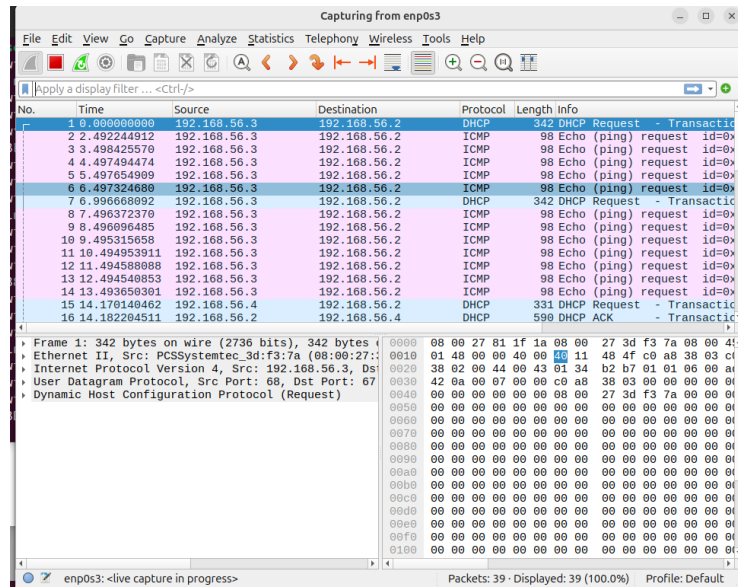 Capturing from enp0s3
File Edit View Go Capture Analyze Statistics Telephony Wireless Tools Help
Apply a display filter … <Ctrl-/>
No. Time Source Destination Protocol Length Info
1 0.000000000 192.168.56.3 192.168.56.2 DHCP 342 DHCP Request - Transactio
2 2.492244912 192.168.56.3 192.168.56.2 ICMP 98 Echo (ping) request id=0x
3 3.498425570 192.168.56.3 192.168.56.2 ICMP 98 Echo (ping) request id=0x
4 4.497494474 192.168.56.3 192.168.56.2 ICMP 98 Echo (ping) request id=0x
5 5.497654909 192.168.56.3 192.168.56.2 ICMP 98 Echo (ping) request id=0x
6 6.497324680 192.168.56.3 192.168.56.2 ICMP 98 Echo (ping) request id=0x
7 6.996668092 192.168.56.3 192.168.56.2 DHCP 342 DHCP Request - Transactio
8 7.496372370 192.168.56.3 192.168.56.2 ICMP 98 Echo (ping) request id=0x
9 8.496096485 192.168.56.3 192.168.56.2 ICMP 98 Echo (ping) request id=0x
10 9.495315658 192.168.56.3 192.168.56.2 ICMP 98 Echo (ping) request id=0x
11 10.494953911 192.168.56.3 192.168.56.2 ICMP 98 Echo (ping) request id=0x
12 11.494588088 192.168.56.3 192.168.56.2 ICMP 98 Echo (ping) request id=0x
13 12.494540853 192.168.56.3 192.168.56.2 ICMP 98 Echo (ping) request id=0x
14 13.493650301 192.168.56.3 192.168.56.2 ICMP 98 Echo (ping) request id=0x
15 14.170140462 192.168.56.4 192.168.56.2 DHCP 331 DHCP Request - Transactio
16 14.182204511 192.168.56.2 192.168.56.4 DHCP 590 DHCP ACK - Transactio
Frame 1: 342 bytes on wire (2736 bits), 342 bytes
Ethernet II, Src: PCSSystemtec_3d:f3:7a (08:00:27:
Internet Protocol Version 4, Src: 192.168.56.3, Ds
User Datagram Protocol, Src Port: 68, Dst Port: 67
Dynamic Host Configuration Protocol (Request)
0000 08 00 27 81 1f 1a 08 00 27 3d f3 7a 08 00 45
0010 01 48 00 00 40 00 40 11 48 4f c0 a8 38 03 c0
0020 38 02 00 44 00 43 01 34 b2 b7 01 01 06 00 a
0030 42 0a 00 07 00 00 c0 a8 38 03 00 00 00 00 00
0040 00 00 00 00 00 00 08 00 27 3d f3 7a 00 00 00
0050 00 00 00 00 00 00 00 00 00 00 00 00 00 00 00
0060 00 00 00 00 00 00 00 00 00 00 00 00 00 00 00
0070 00 00 00 00 00 00 00 00 00 00 00 00 00 00 00
0080 00 00 00 00 00 00 00 00 00 00 00 00 00 00 00
0090 00 00 00 00 00 00 00 00 00 00 00 00 00 00 00
00a0 00 00 00 00 00 00 00 00 00 00 00 00 00 00 00
00b0 00 00 00 00 00 00 00 00 00 00 00 00 00 00 00
00c0 00 00 00 00 00 00 00 00 00 00 00 00 00 00 00
00d0 00 00 00 00 00 00 00 00 00 00 00 00 00 00 00
00e0 00 00 00 00 00 00 00 00 00 00 00 00 00 00 00
00f0 00 00 00 00 00 00 00 00 00 00 00 00 00 00 00
0100 00 00 00 00 00 00 00 00 00 00 00 00 00 00 00
enp0s3: <live capture in progress> Packets: 39 · Displayed: 39 (100.0%) Profile: Default